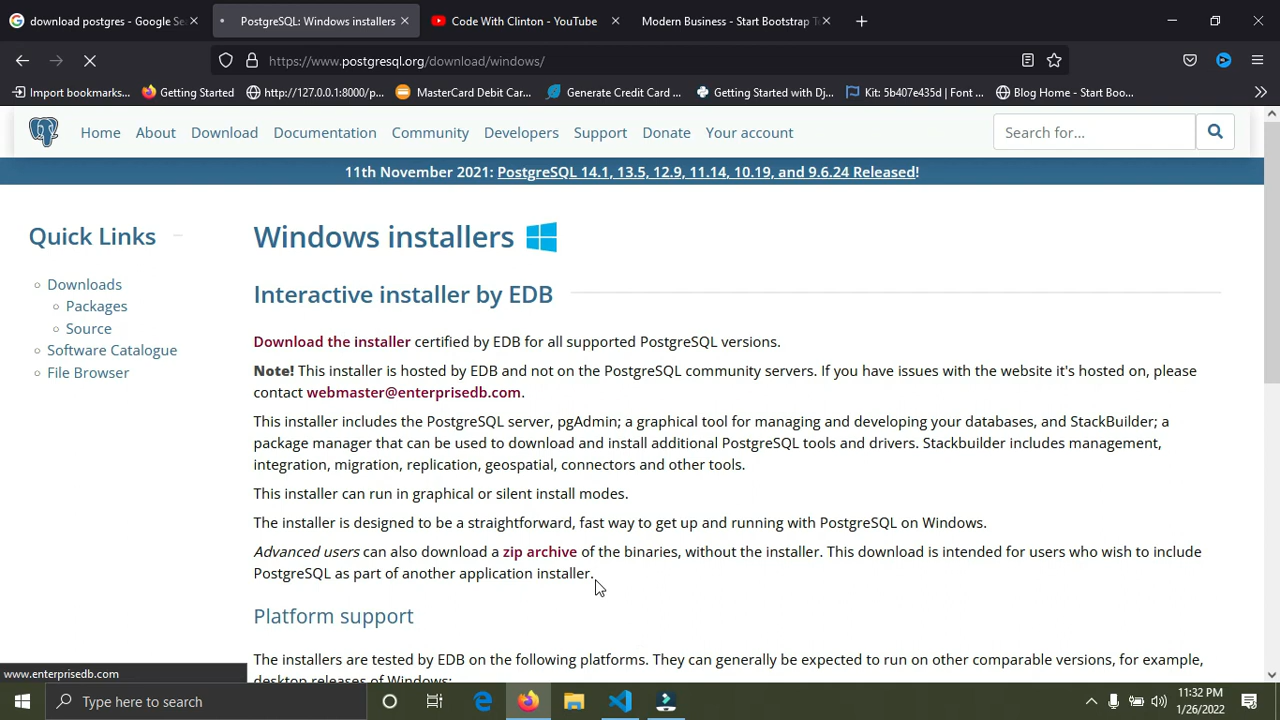 download postgres - Google Se
PostgreSQL: Windows installers
Code With Clinton - YouTube
Modern Business - Start Bootstrap Te
https://www.postgresql.org/download/windows/
Import bookmarks...
Getting Started
http://127.0.0.1:8000/p...
MasterCard Debit Car...
Generate Credit Card ...
Getting Started with Dj...
Kit: 5b407e435d | Font ...
Blog Home - Start Boo...
Home
About
Download
Documentation
Community
Developers
Support
Donate
Your account
Search for...
11th November 2021: PostgreSQL 14.1, 13.5, 12.9, 11.14, 10.19, and 9.6.24 Released!
Quick Links
Downloads
Packages
Source
Software Catalogue
File Browser
Windows installers
Interactive installer by EDB
Download the installer certified by EDB for all supported PostgreSQL versions.
Note! This installer is hosted by EDB and not on the PostgreSQL community servers. If you have issues with the website it's hosted on, please
contact webmaster@enterprisedb.com.
This installer includes the PostgreSQL server, pgAdmin; a graphical tool for managing and developing your databases, and StackBuilder; a
package manager that can be used to download and install additional PostgreSQL tools and drivers. Stackbuilder includes management,
integration, migration, replication, geospatial, connectors and other tools.
This installer can run in graphical or silent install modes.
The installer is designed to be a straightforward, fast way to get up and running with PostgreSQL on Windows.
Advanced users can also download a zip archive of the binaries, without the installer. This download is intended for users who wish to include
PostgreSQL as part of another application installer.
Platform support
The installers are tested by EDB on the following platforms. They can generally be expected to run on other comparable versions, for example,
desktop releases of Windows:
www.enterprisedb.com
Type here to search
11:32 PM
1/26/2022